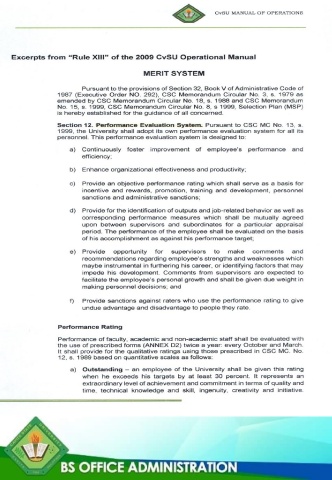 CvSU MANUAL OF OPERATIONS
Excerpts from "Rule XIII" of the 2009 CvSU Operational Manual
MERIT SYSTEM
Pursuant to the provisions of Section 32, Book V of Administrative Code of
1987 (Executive Order NO. 292), CSC Memorandum Circular No. 3, s. 1979 as
amended by CSC Memorandum Circular No. 18, s. 1988 and CSC Memorandum
No. 15, s. 1999, CSC Memorandum Circular No. 8, s 1999, Selection Plan (MSP)
is hereby established for the guidance of all concerned.
Section 12. Performance Evaluation System. Pursuant to CSC MC No. 13, s.
1999, the University shall adopt its own performance evaluation system for all its
personnel. This performance evaluation system is designed to:
a) Continuously foster improvement of employee's performance and
efficiency;
b) Enhance organizational effectiveness and productivity;
c) Provide an objective performance rating which shall serve as a basis for
incentive and rewards, promotion, training and development, personnel
sanctions and administrative sanctions;
d) Provide for the identification of outputs and job-related behavior as well as
corresponding performance measures which shall be mutually agreed
upon between supervisors and subordinates for a particular appraisal
period. The performance of the employee shall be evaluated on the basis
of his accomplishment as against his performance target;
e) Provide opportunity for supervisors to make comments and
recommendations regarding employee's strengths and weaknesses which
maybe instrumental in furthering his career, or identifying factors that may
impede his development. Comments from supervisors are expected to
facilitate the employee's personal growth and shall be given due weight in
making personnel decisions; and
f) Provide sanctions against raters who use the performance rating to give
undue advantage and disadvantage to people they rate.
Performance Rating
Performance of faculty, academic and non-academic staff shall be evaluated with
the use of prescribed forms (ANNEX D2) twice a year: every October and March.
It shall provide for the qualitative ratings using those prescribed in CSC MC. No.
12, s. 1989 based on quantitative scales as follows:
a) Outstanding – an employee of the University shall be given this rating
when he exceeds his targets by at least 30 percent. It represents an
extraordinary level of achievement and commitment in terms of quality and
time, technical knowledge and skill, ingenuity, creativity and initiative.
BS OFFICE ADMINISTRATION